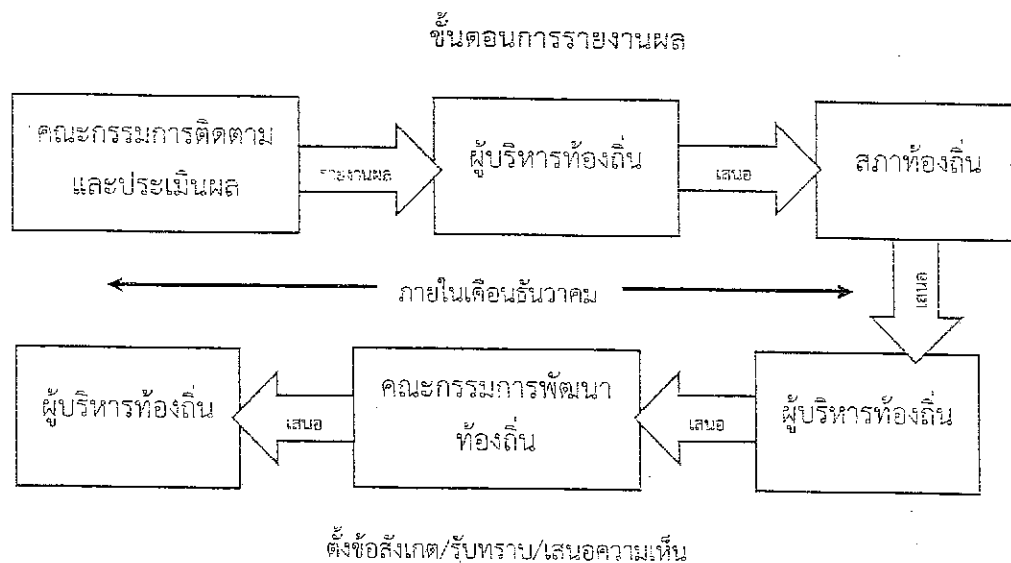 ขั้นตอนการรายงานผล
คณะกรรมการติดตาม
และประเมินผล
รายงานผล
ผู้บริหารท้องถิ่น
เสนอ
สภาท้องถิ่น
เสนอ
ภายในเดือนธันวาคม
ผู้บริหารท้องถิ่น
เสนอ
คณะกรรมการพัฒนา
ท้องถิ่น
เสนอ
ผู้บริหารท้องถิ่น
ตั้งข้อสังเกต/รับทราบ/เสนอความเห็น